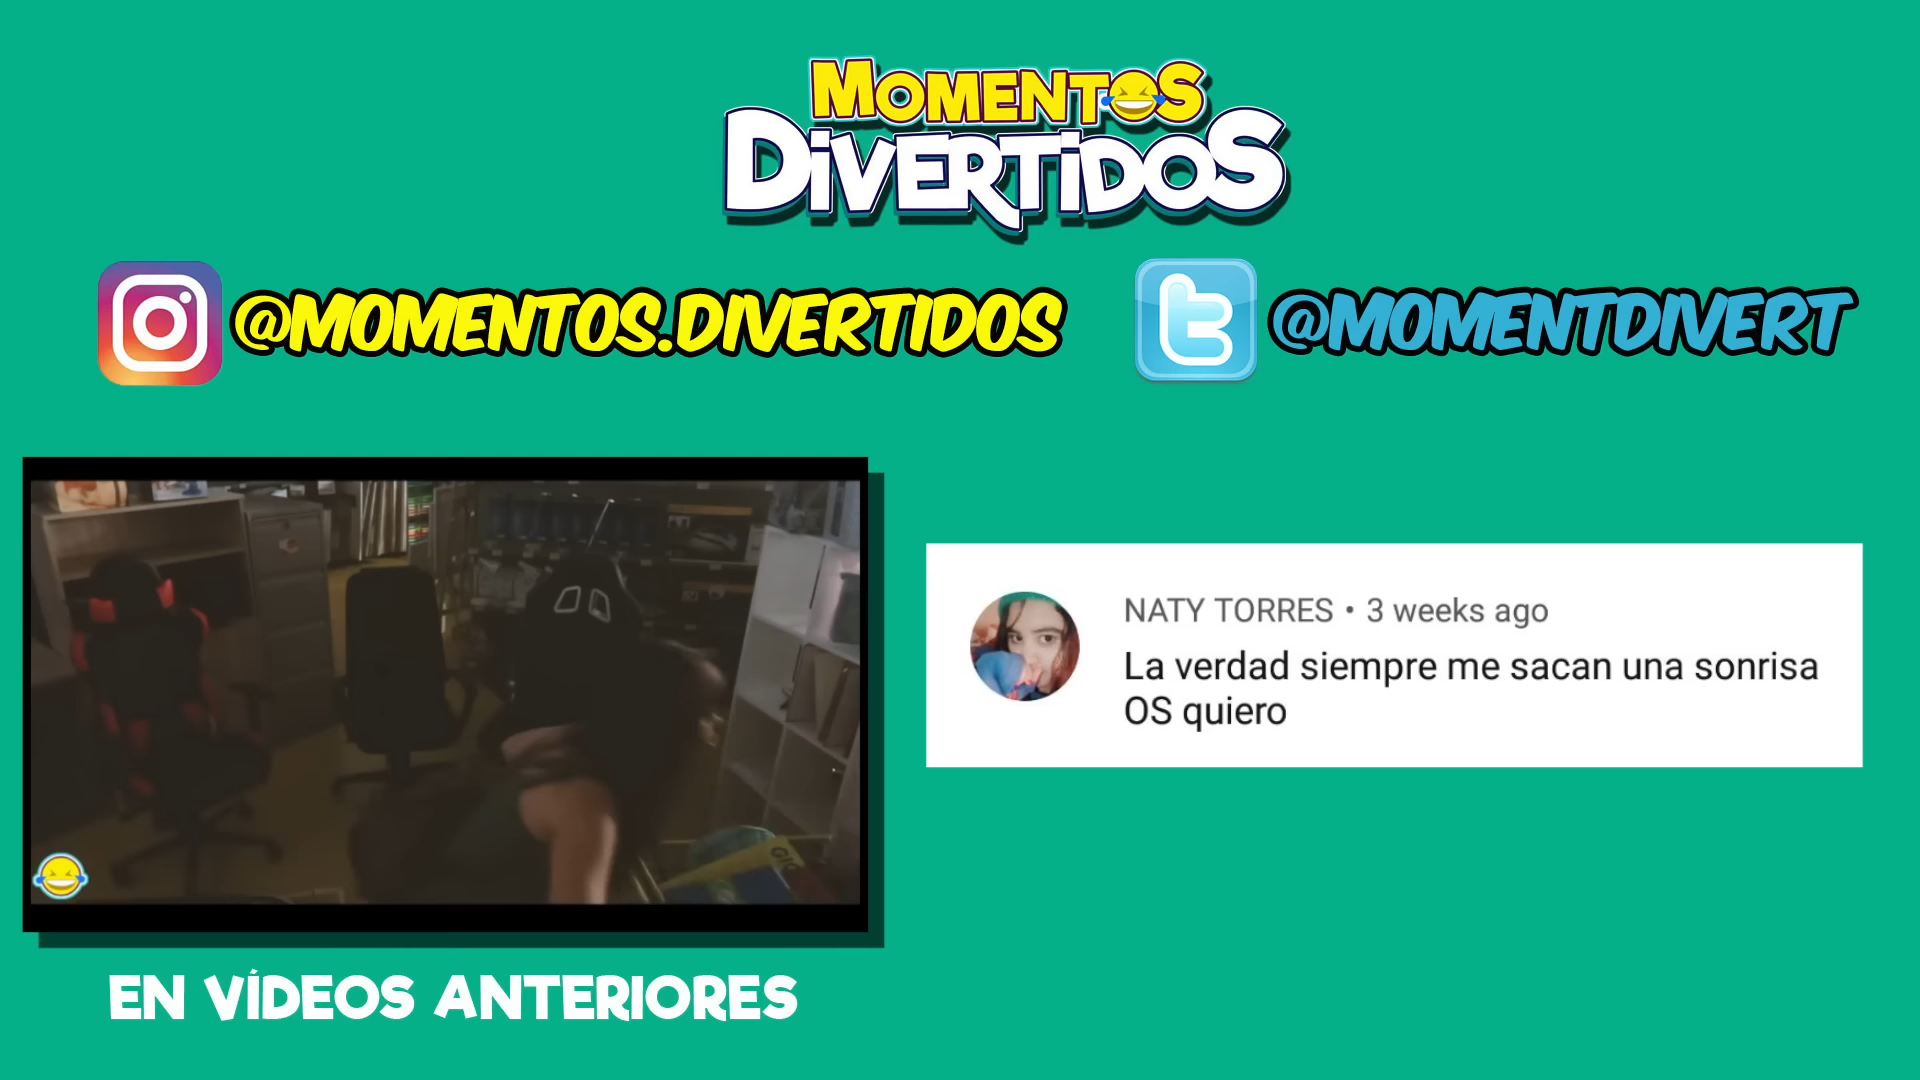 MOMENTOS
DIVERTIDOS
@MOMENTOS.DIVERTIDOS
@MOMENTDIVERT
NATY TORRES • 3 weeks ago
La verdad siempre me sacan una sonrisa
OS quiero
EN VÍDEOS ANTERIORES